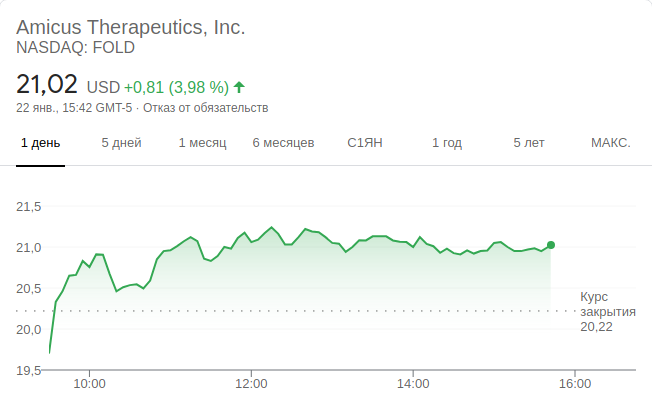 Amicus Therapeutics, Inc.
NASDAQ: FOLD
21,02 USD +0,81 (3,98 %)
22 янв., 15:42 GMT-5 · Отказ от обязательств
1 день 5 дней 1 месяц 6 месяцев С1ЯН 1 год 5 лет МАКС.
21,5
21,0
20,5
20,0
19,5
Курс
закрытия
20,22
10:00 12:00 14:00 16:00